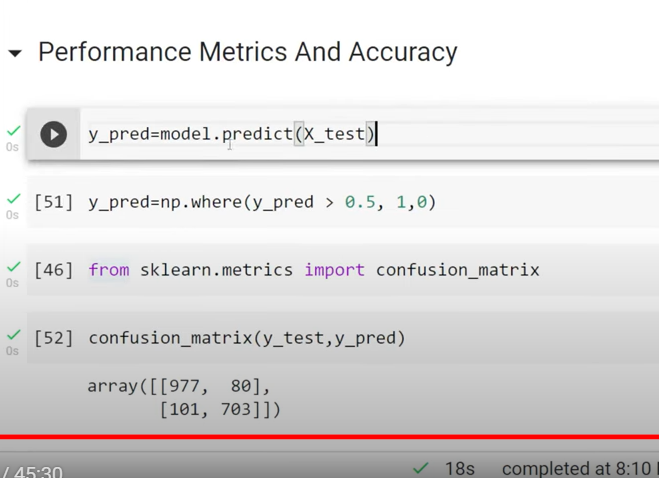 Performance Metrics And Accuracy
0s
y_pred=model.predict(X_test)
0s
[51] y_pred=np.where(y_pred > 0.5, 1,0)
0s
[46] from sklearn.metrics import confusion_matrix
0s
[52] confusion_matrix(y_test,y_pred)
0s
array([[977,  80],
[101, 703]])
/ 45:30
18s completed at 8:10